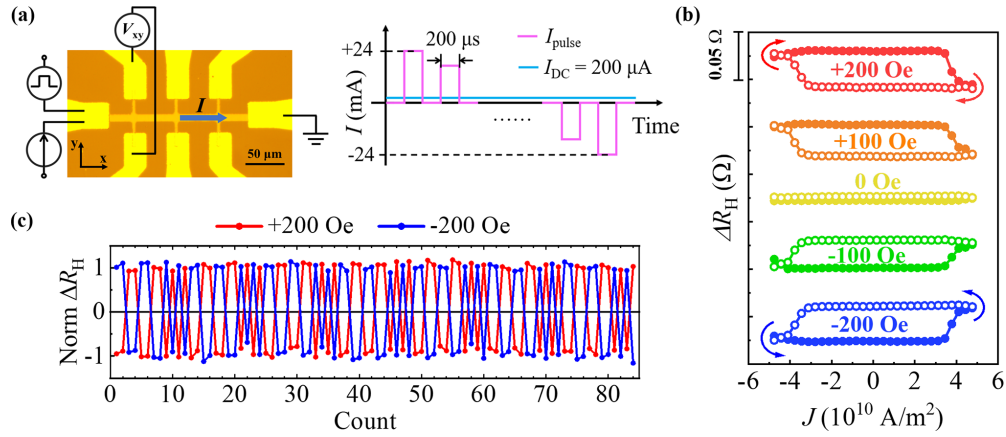 (a)
V_xy
I
y
x
50 μm
200 μs
+24
-24
I (mA)
I_pulse
I_DC = 200 μA
Time
......
(b)
0.05 Ω
+200 Oe
+100 Oe
0 Oe
-100 Oe
-200 Oe
ΔR_H (Ω)
-6 -4 -2 0 2 4 6
J (10^10 A/m^2)
(c)
+200 Oe -200 Oe
Norm ΔR_H
1
0
-1
0 10 20 30 40 50 60 70 80
Count